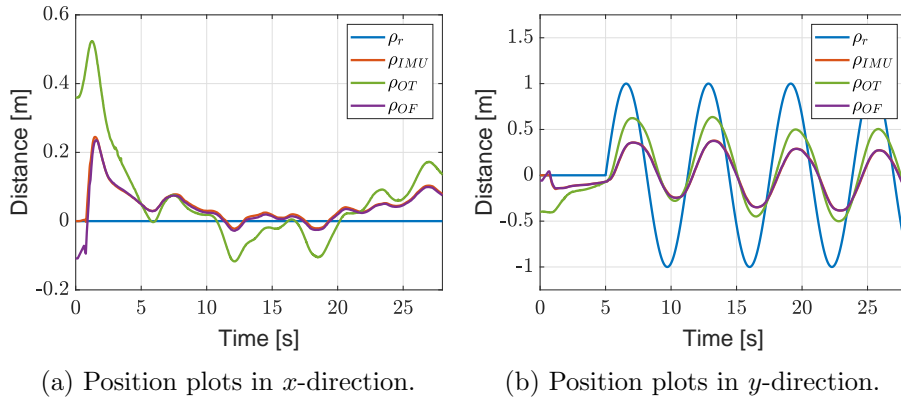 0.6
0.4
0.2
0
-0.2
0 5 10 15 20 25
Distance [m]
Time [s]
ρr
ρIMU
ρOT
ρOF
1.5
1
0.5
0
-0.5
-1
0 5 10 15 20 25
Distance [m]
Time [s]
ρr
ρIMU
ρOT
ρOF
(a) Position plots in x-direction.
(b) Position plots in y-direction.